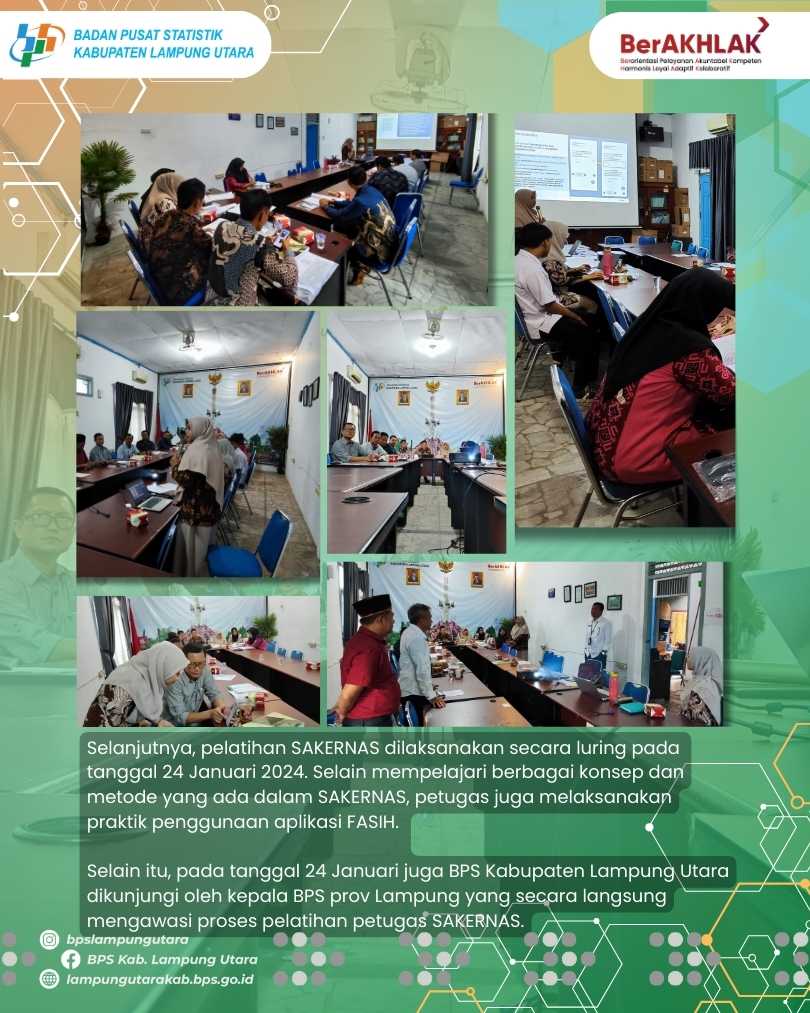 BADAN PUSAT STATISTIK
KABUPATEN LAMPUNG UTARA
BerAKHLAK
Berorientasi Pelayanan Akuntabel Kompeten
Harmonis Loyal Adaptif Kolaboratif
BerAKHLAK
BerAKHLAK
Selanjutnya, pelatihan SAKERNAS dilaksanakan secara luring pada
tanggal 24 Januari 2024. Selain mempelajari berbagai konsep dan
metode yang ada dalam SAKERNAS, petugas juga melaksanakan
praktik penggunaan aplikasi FASIH.
Selain itu, pada tanggal 24 Januari juga BPS Kabupaten Lampung Utara
dikunjungi oleh kepala BPS prov Lampung yang secara langsung
mengawasi proses pelatihan petugas SAKERNAS.
bpslampungutara
BPS Kab. Lampung Utara
lampungutarakab.bps.go.id